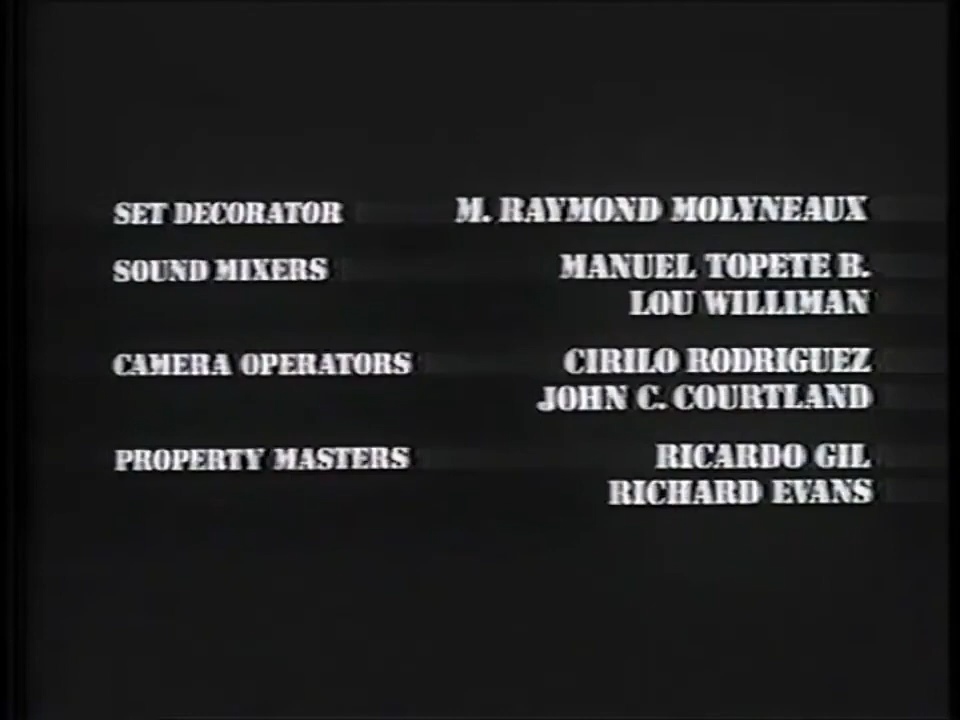 SET DECORATOR M. RAYMOND MOLYNEAUX
SOUND MIXERS MANUEL TOPETE B.
LOU WILLIMAN
CAMERA OPERATORS CIRILO RODRIGUEZ
JOHN C. COURTLAND
PROPERTY MASTERS RICARDO GIL
RICHARD EVANS